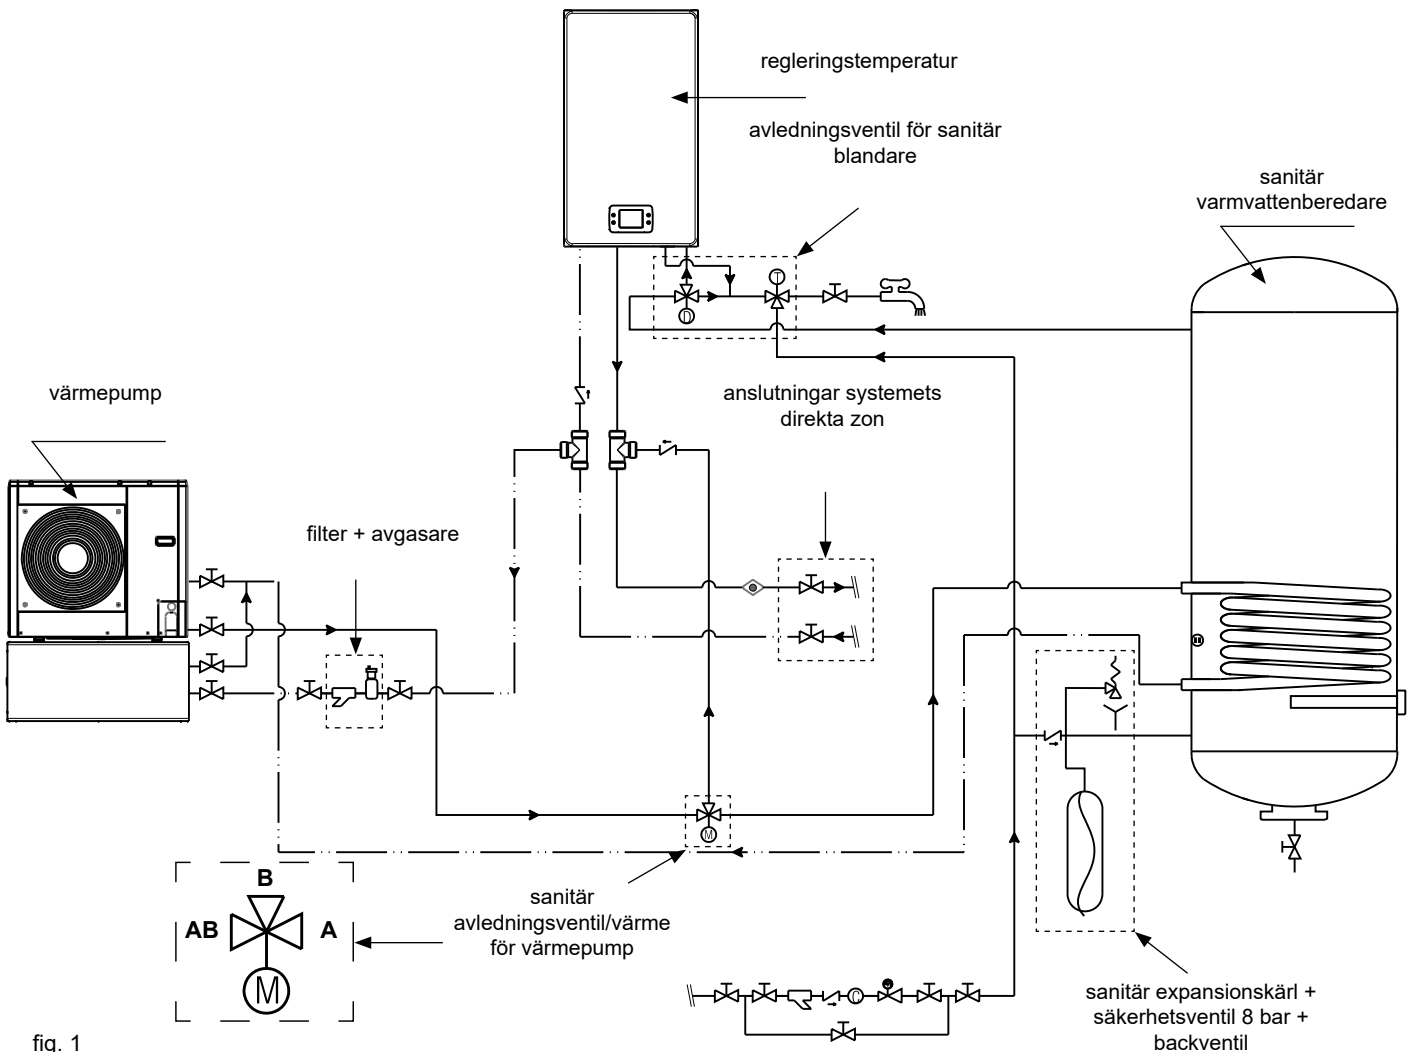 regleringstemperatur
avledningsventil för sanitär
blandare
sanitär
varmvattenberedare
T
D
värmepump
anslutningar systemets
direkta zon
filter + avgasare
M
B
AB
A
M
sanitär
avledningsventil/värme
för värmepump
C
sanitär expansionskärl +
säkerhetsventil 8 bar +
backventil
fig. 1